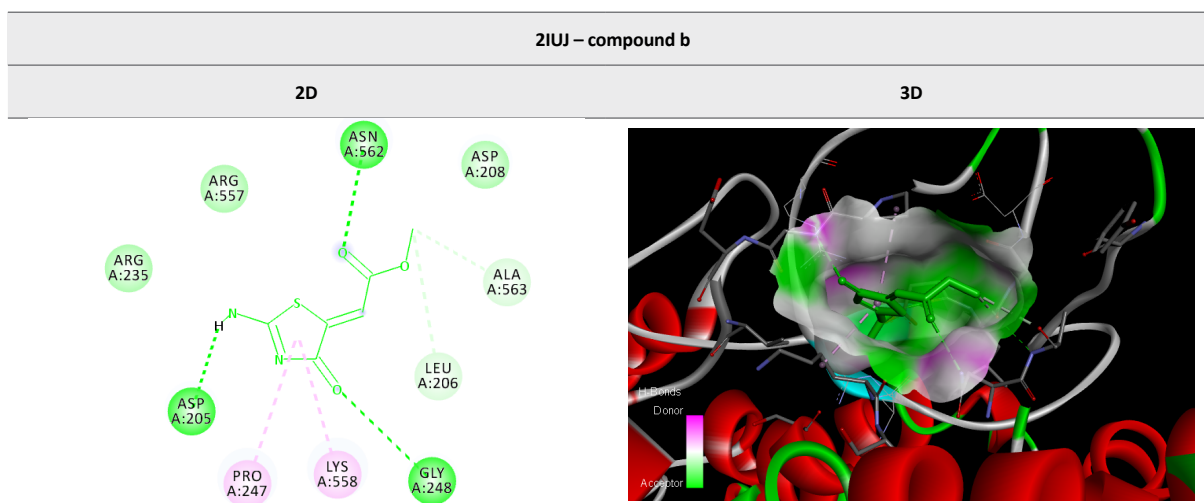 2IUJ – compound b
2D
3D
ASN
A:562
ASP
A:208
ARG
A:557
ARG
A:235
O
O
ALA
A:563
S
N
H
N
O
LEU
A:206
ASP
A:205
PRO
A:247
LYS
A:558
GLY
A:248
H-Bonds
Donor
Acceptor